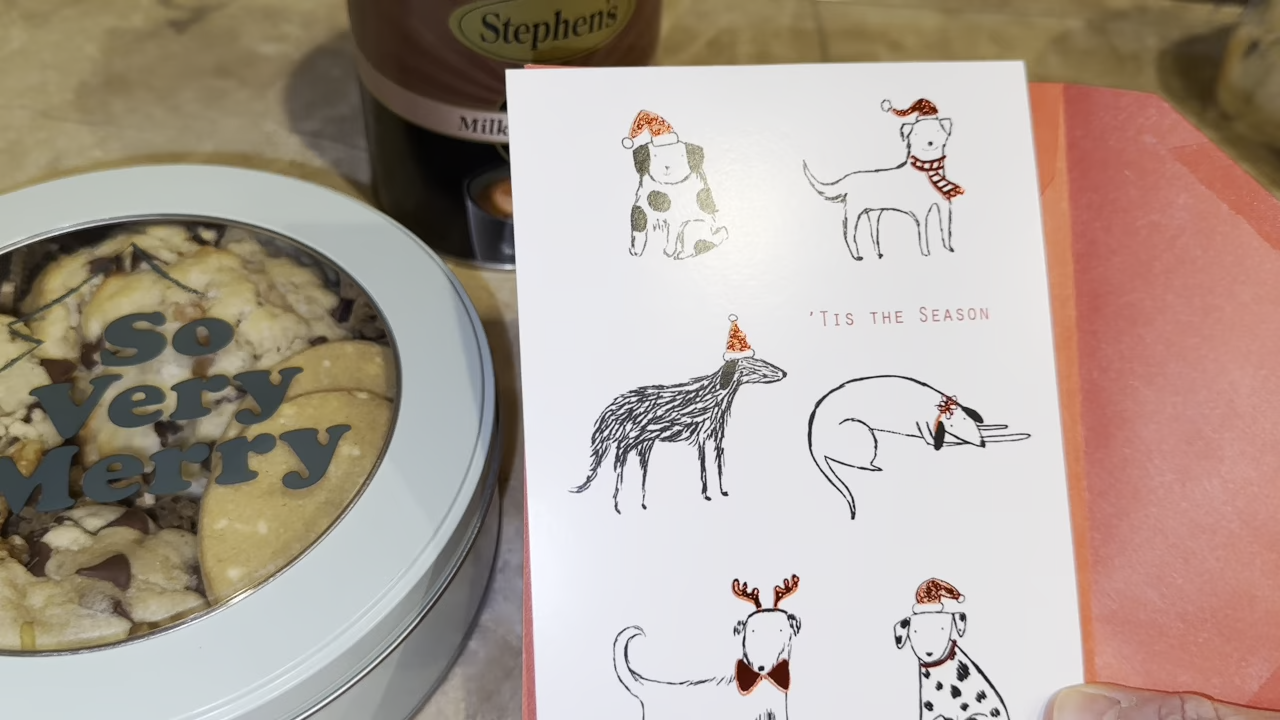 Stephen's
Milk
'Tis the Season
So
Very
Merry